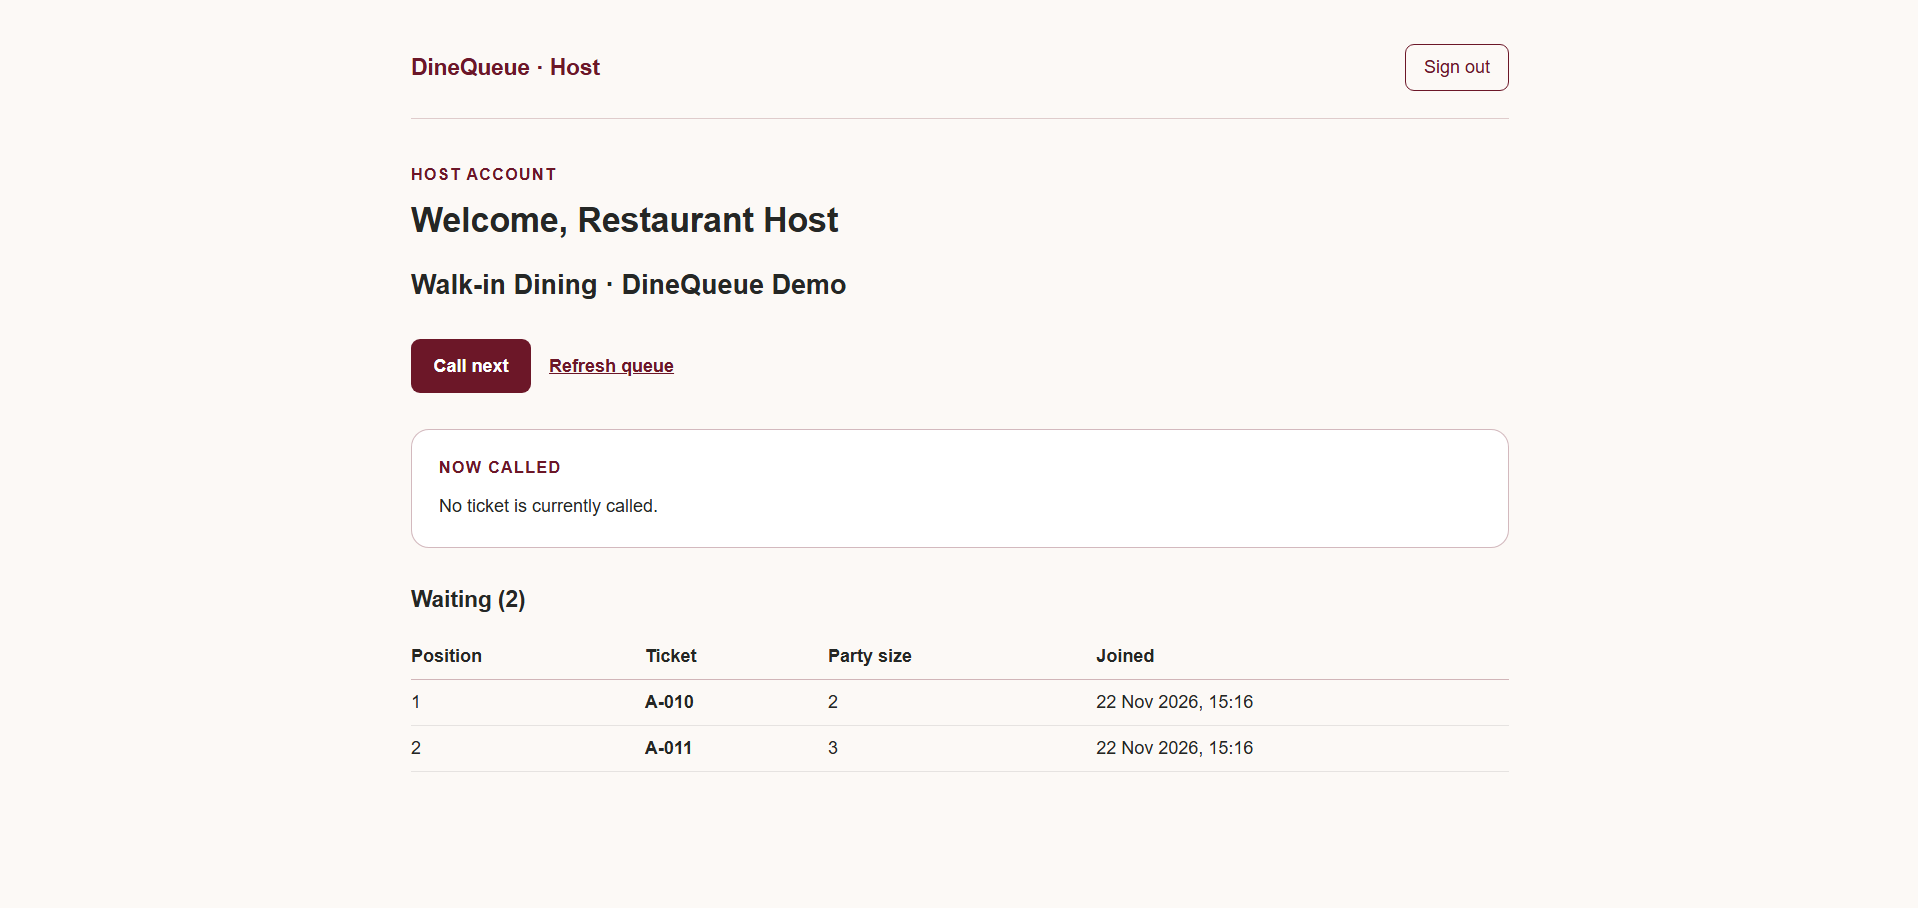 DineQueue · Host
Sign out
HOST ACCOUNT
Welcome, Restaurant Host
Walk-in Dining · DineQueue Demo
Call next Refresh queue
NOW CALLED
No ticket is currently called.
Waiting (2)
Position Ticket Party size Joined
1 A-010 2 22 Nov 2026, 15:16
2 A-011 3 22 Nov 2026, 15:16